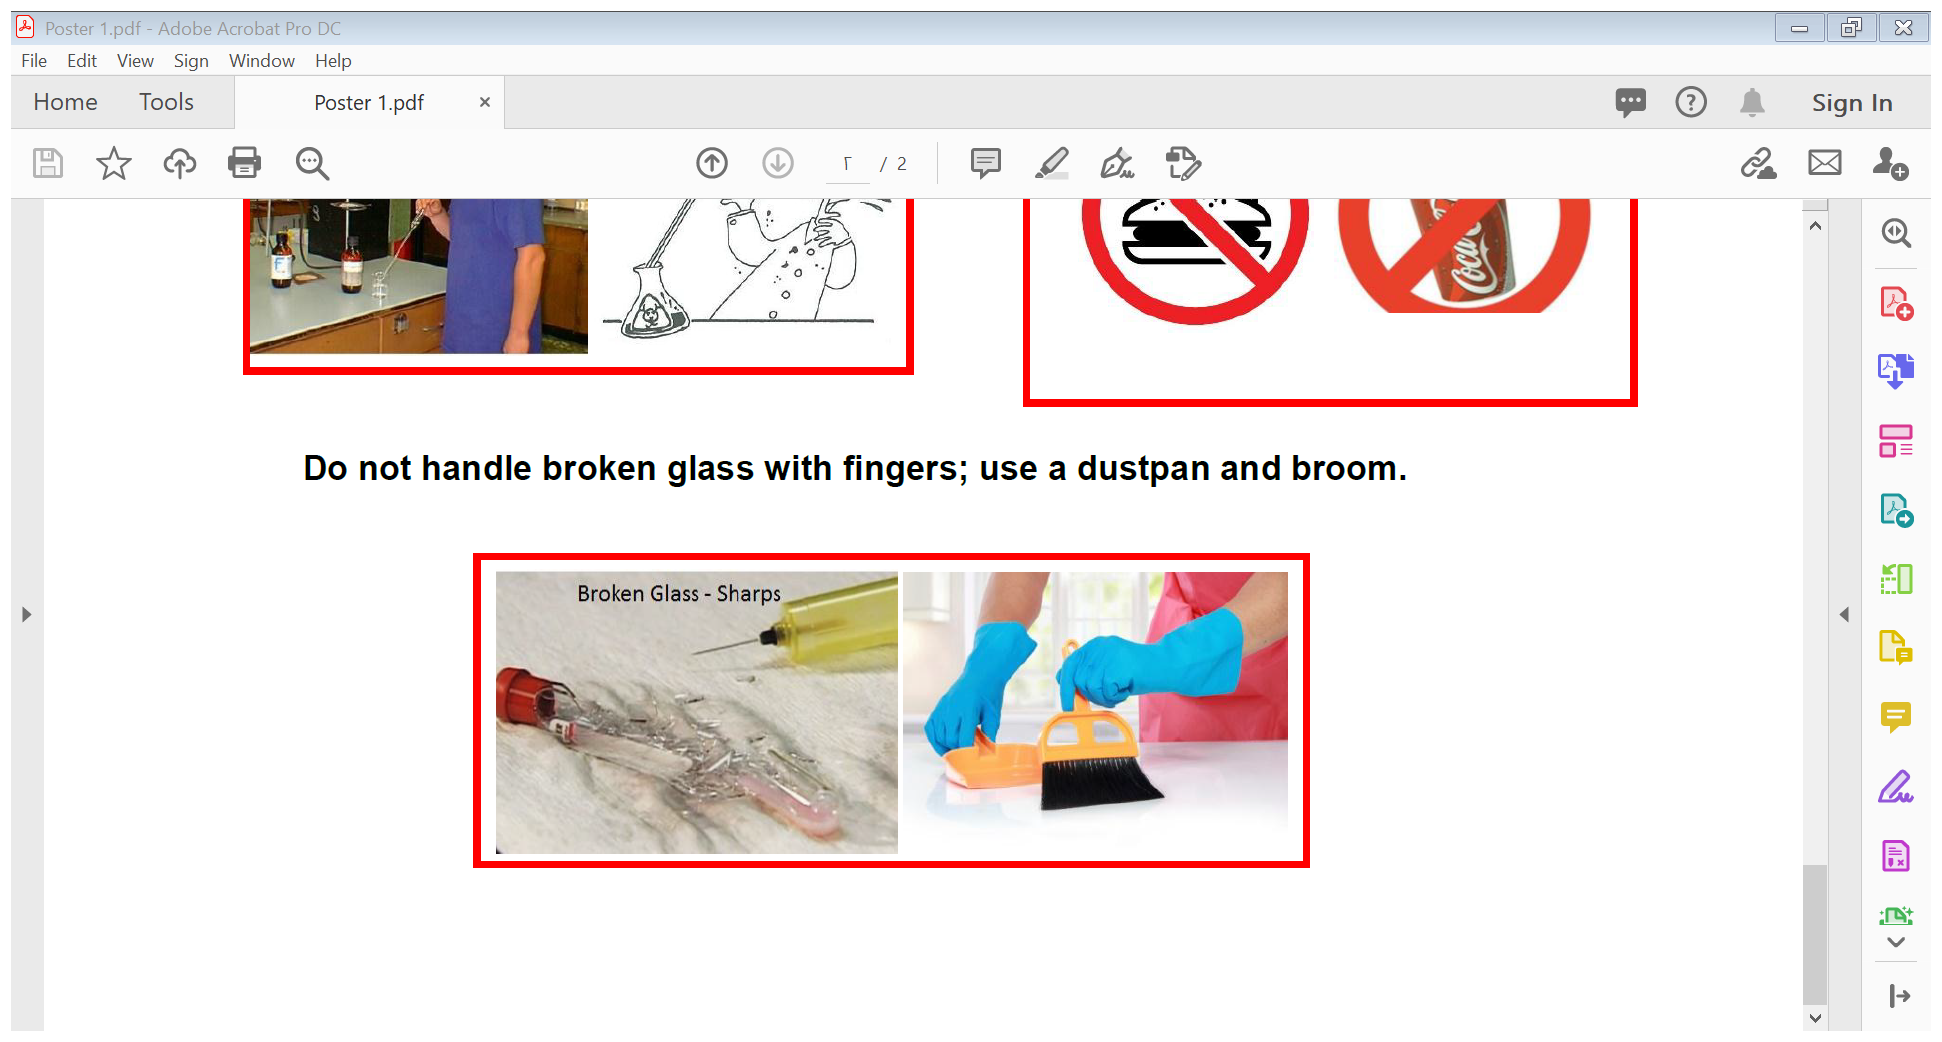 Poster 1.pdf - Adobe Acrobat Pro DC
File Edit View Sign Window Help
Home Tools Poster 1.pdf × Sign In
٢ / 2
F
Coca
Do not handle broken glass with fingers; use a dustpan and broom.
Broken Glass - Sharps